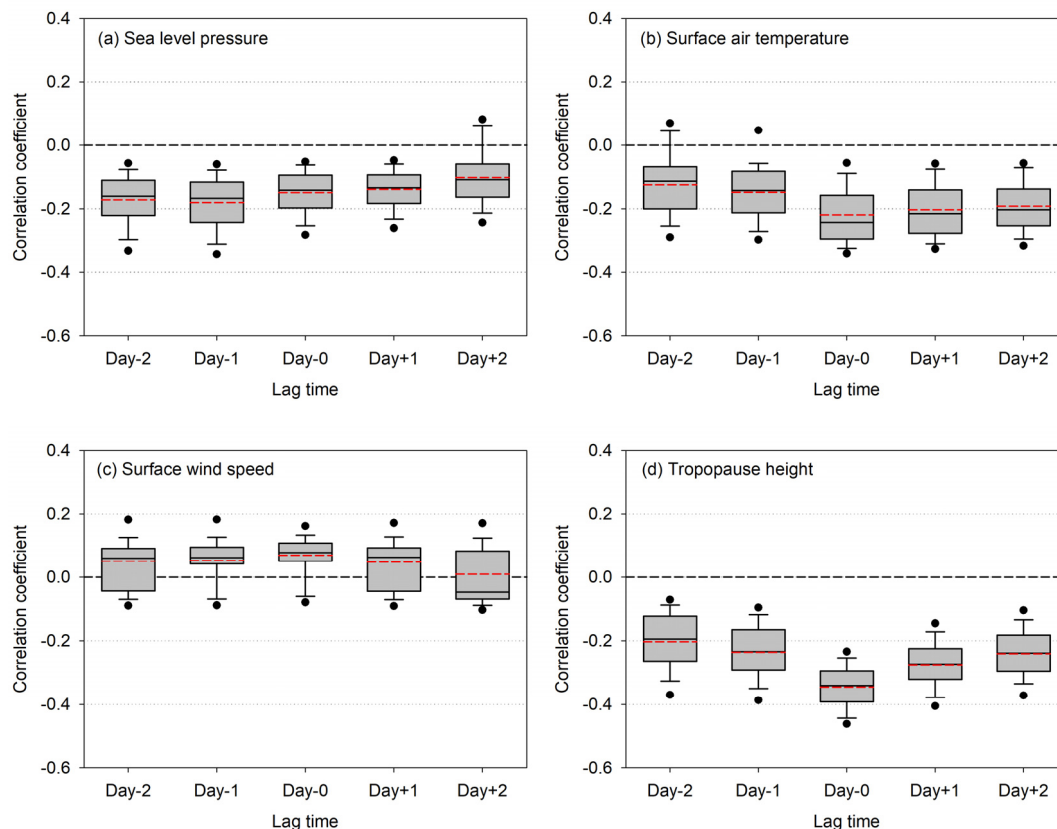 (a) Sea level pressure
0.4
0.2
0.0
-0.2
-0.4
-0.6
Correlation coefficient
Day-2 Day-1 Day-0 Day+1 Day+2
Lag time
(b) Surface air temperature
0.4
0.2
0.0
-0.2
-0.4
-0.6
Correlation coefficient
Day-2 Day-1 Day-0 Day+1 Day+2
Lag time
(c) Surface wind speed
0.4
0.2
0.0
-0.2
-0.4
-0.6
Correlation coefficient
Day-2 Day-1 Day-0 Day+1 Day+2
Lag time
(d) Tropopause height
0.4
0.2
0.0
-0.2
-0.4
-0.6
Correlation coefficient
Day-2 Day-1 Day-0 Day+1 Day+2
Lag time